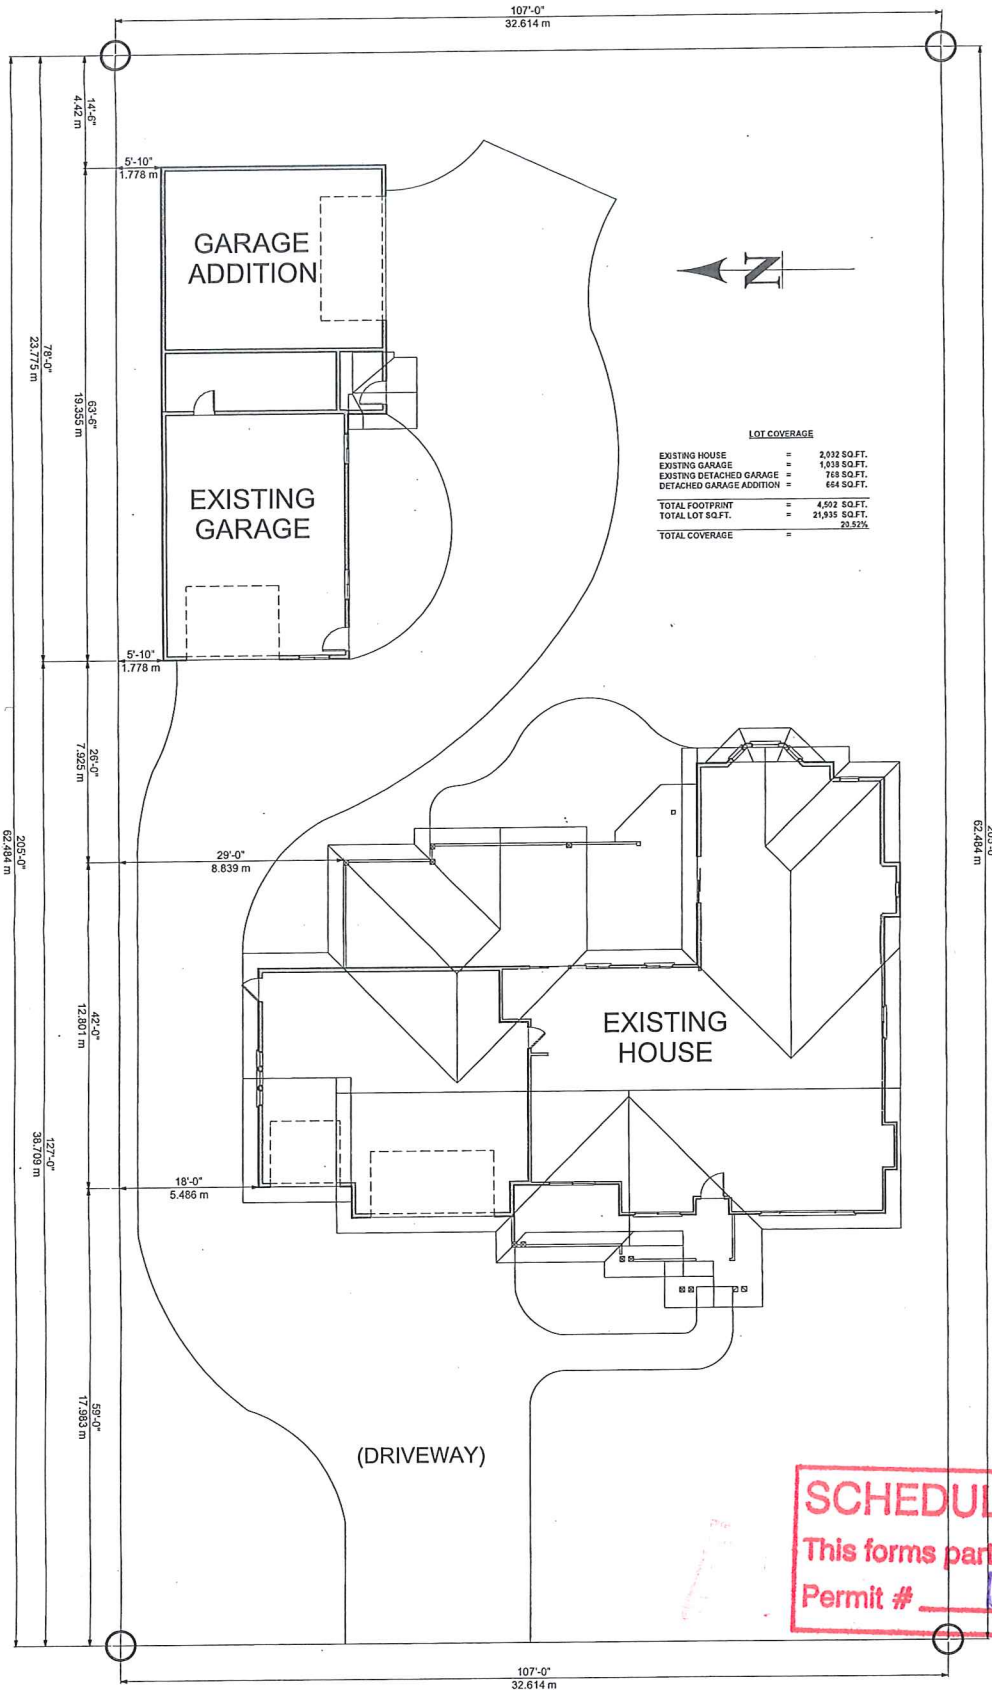 107'-0"
32.614 m
14'-6"
4.42 m
5'-10"
1.778 m
GARAGE
ADDITION
N
78'-0"
23.775 m
63'-6"
19.355 m
LOT COVERAGE
EXISTING HOUSE = 2,032 SQ.FT.
EXISTING GARAGE = 1,038 SQ.FT.
EXISTING DETACHED GARAGE = 768 SQ.FT.
DETACHED GARAGE ADDITION = 664 SQ.FT.
TOTAL FOOTPRINT = 4,502 SQ.FT.
TOTAL LOT SQ.FT. = 21,935 SQ.FT.
20.52%
TOTAL COVERAGE =
EXISTING
GARAGE
5'-10"
1.778 m
26'-0"
7.925 m
205'-0"
62.484 m
62.484 m
29'-0"
8.839 m
42'-0"
12.801 m
EXISTING
HOUSE
127'-0"
38.709 m
18'-0"
5.486 m
59'-0"
17.983 m
(DRIVEWAY)
SCHEDUL
This forms part
Permit #
107'-0"
32.614 m